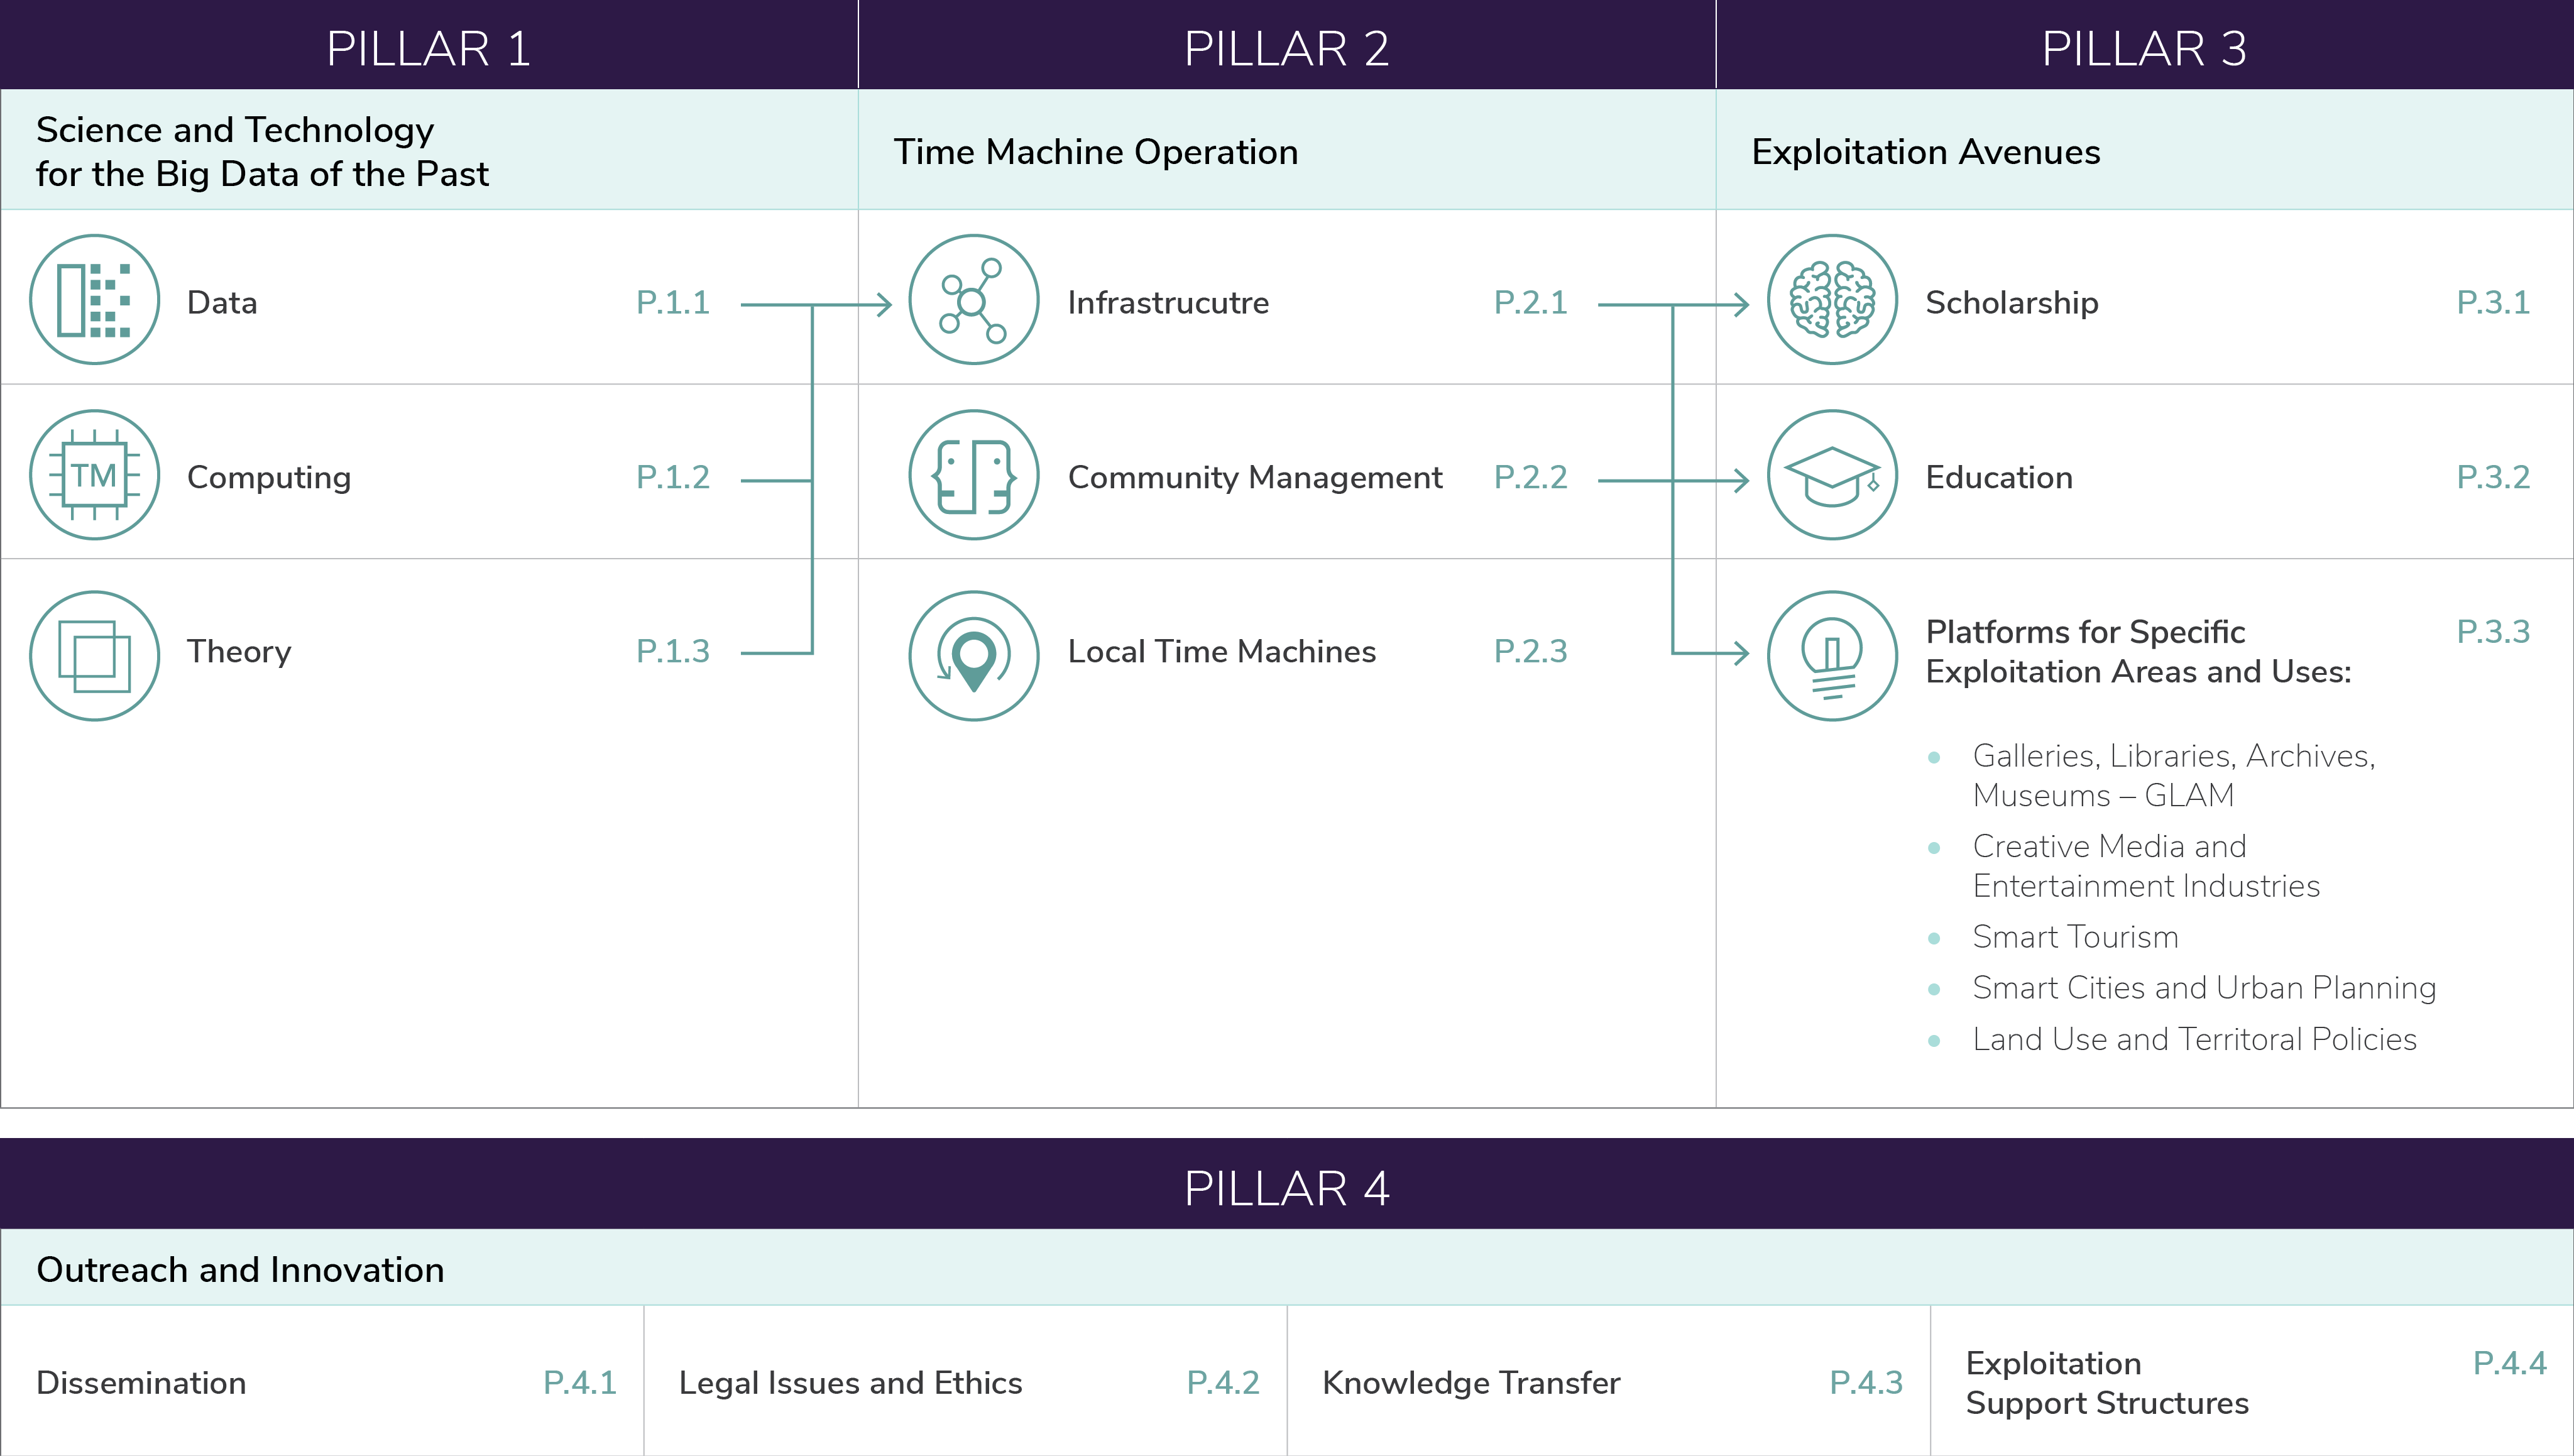 PILLAR 1
PILLAR 2
PILLAR 3
Science and Technology
for the Big Data of the Past
Time Machine Operation
Exploitation Avenues
Data
P.1.1
Infrastrucutre
P.2.1
Scholarship
P.3.1
TM
Computing
P.1.2
Community Management
P.2.2
Education
P.3.2
Theory
P.1.3
Local Time Machines
P.2.3
Platforms for Specific
Exploitation Areas and Uses:
P.3.3
Galleries, Libraries, Archives,
Museums – GLAM
Creative Media and
Entertainment Industries
Smart Tourism
Smart Cities and Urban Planning
Land Use and Territoral Policies
PILLAR 4
Outreach and Innovation
Dissemination
P.4.1
Legal Issues and Ethics
P.4.2
Knowledge Transfer
P.4.3
Exploitation
Support Structures
P.4.4